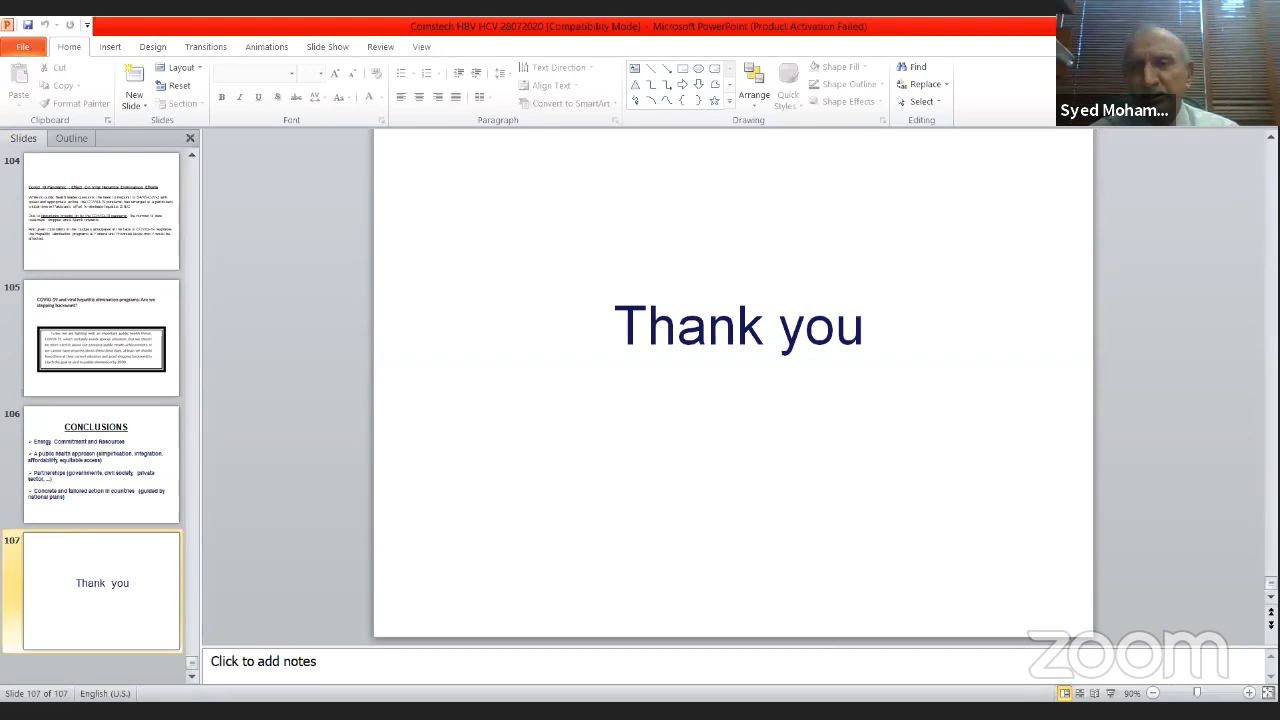 Comstech HBV HCV 28072020 [Compatibility Mode] - Microsoft PowerPoint (Product Activation Failed)
File Home Insert Design Transitions Animations Slide Show Review View
Paste
Cut
Copy
Format Painter
Clipboard
New
Slide
Layout
Reset
Section
Slides
Font
Text Direction
Align Text
Convert to SmartArt
Paragraph
Arrange
Quick
Styles
Shape Fill
Shape Outline
Shape Effects
Drawing
Find
Replace
Select
Editing
Syed Moham...
Slides Outline
104
105
COVID-19 and viral hepatitis elimination programs: Are we
stepping backward?
106
CONCLUSIONS
Energy, Commitment and Resources
A public health approach (simplification, integration,
affordability, equitable access)
Partnerships (governments, civil society, private
sector, ...)
Concrete and tailored action in countries (guided by
national plans)
107
Thank you
Thank you
Click to add notes
zoom
Slide 107 of 107 English (U.S.) 90%